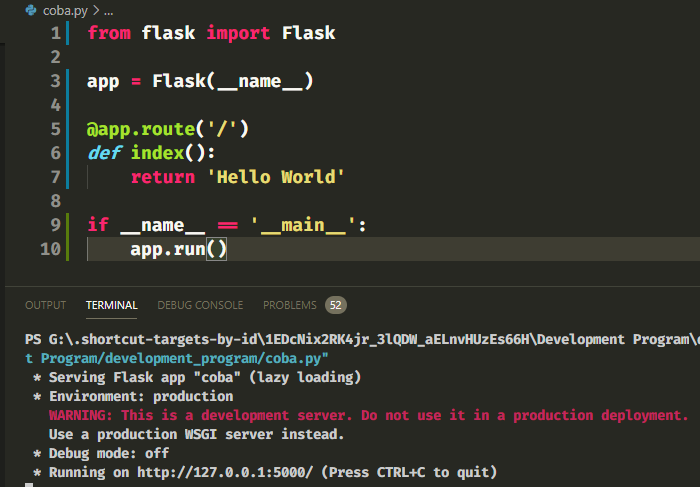 coba.py > ...
1 from flask import Flask
2
3 app = Flask(__name__)
4
5 @app.route('/')
6 def index():
7 return 'Hello World'
8
9 if __name__ == '__main__':
10 app.run()
OUTPUT TERMINAL DEBUG CONSOLE PROBLEMS 52
PS G:\.shortcut-targets-by-id\1EDcNix2RK4jr_3lQDW_aELnvHUzEs66H\Development Program\
t Program/development_program/coba.py"
* Serving Flask app "coba" (lazy loading)
* Environment: production
WARNING: This is a development server. Do not use it in a production deployment.
Use a production WSGI server instead.
* Debug mode: off
* Running on http://127.0.0.1:5000/ (Press CTRL+C to quit)